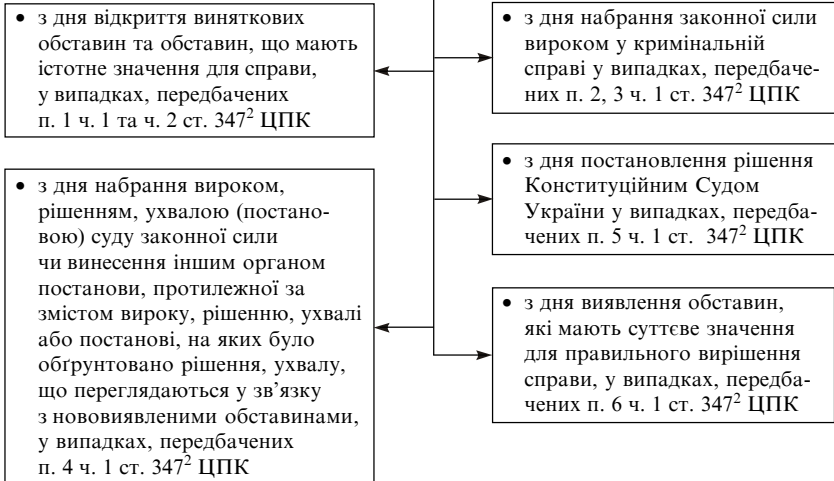 • з дня відкриття виняткових
обставин та обставин, що мають
істотне значення для справи,
у випадках, передбачених
п. 1 ч. 1 та ч. 2 ст. 347² ЦПК
• з дня набрання законної сили
вироком у кримінальній
справі у випадках, передбаче-
них п. 2, 3 ч. 1 ст. 347² ЦПК
• з дня набрання вироком,
рішенням, ухвалою (постано-
вою) суду законної сили
чи винесення іншим органом
постанови, протилежної за
змістом вироку, рішенню, ухвалі
або постанові, на яких було
обґрунтовано рішення, ухвалу,
що переглядаються у зв’язку
з нововиявленими обставинами,
у випадках, передбачених
п. 4 ч. 1 ст. 347² ЦПК
• з дня постановлення рішення
Конституційним Судом
України у випадках, передба-
чених п. 5 ч. 1 ст. 347² ЦПК
• з дня виявлення обставин,
які мають суттєве значення
для правильного вирішення
справи, у випадках, передба-
чених п. 6 ч. 1 ст. 347² ЦПК